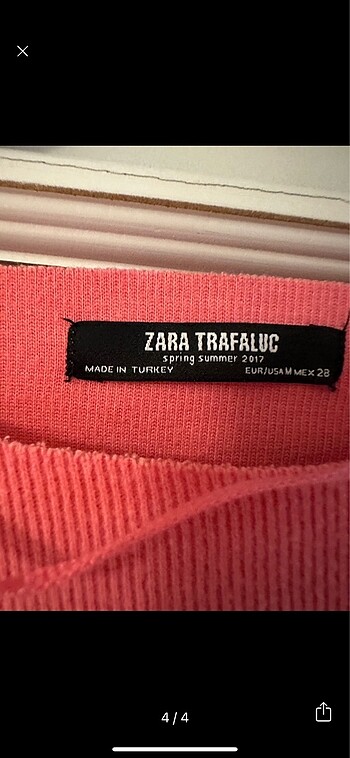 ZARA TRAFALUC
spring summer 2017
MADE IN TURKEY EUR/USA M MEX 28
4/4